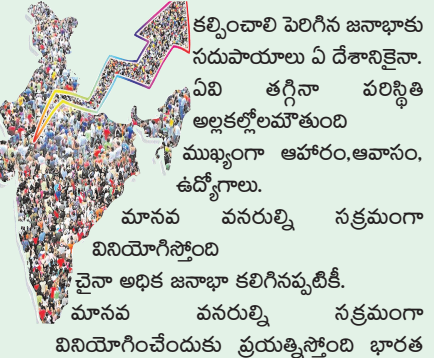 కల్పించాలి పెరిగిన జనాభాకు
సదుపాయాలు ఏ దేశానికైనా.
ఏవి తగ్గినా పరిస్థితి
అల్లకల్లోలమౌతుంది
ముఖ్యంగా ఆహారం,ఆవాసం,
ఉద్యోగాలు.
మానవ వనరుల్ని సక్రమంగా
వినియోగిస్తోంది
చైనా అధిక జనాభా కలిగినప్పటికీ.
మానవ వనరుల్ని సక్రమంగా
వినియోగించేందుకు ప్రయత్నిస్తోంది భారత